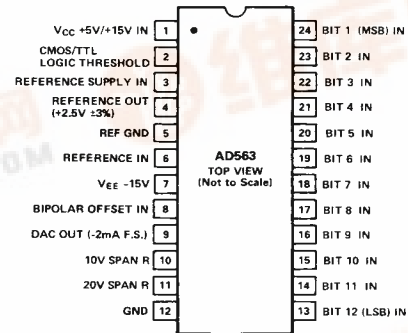 VCC +5V/+15V IN 1
CMOS/TTL
LOGIC THRESHOLD 2
REFERENCE SUPPLY IN 3
REFERENCE OUT
(+2.5V ±3%) 4
REF GND 5
REFERENCE IN 6
VEE -15V 7
BIPOLAR OFFSET IN 8
DAC OUT (-2mA F.S.) 9
10V SPAN R 10
20V SPAN R 11
GND 12
AD563
TOP VIEW
(Not to Scale)
24 BIT 1 (MSB) IN
23 BIT 2 IN
22 BIT 3 IN
21 BIT 4 IN
20 BIT 5 IN
19 BIT 6 IN
18 BIT 7 IN
17 BIT 8 IN
16 BIT 9 IN
15 BIT 10 IN
14 BIT 11 IN
13 BIT 12 (LSB) IN